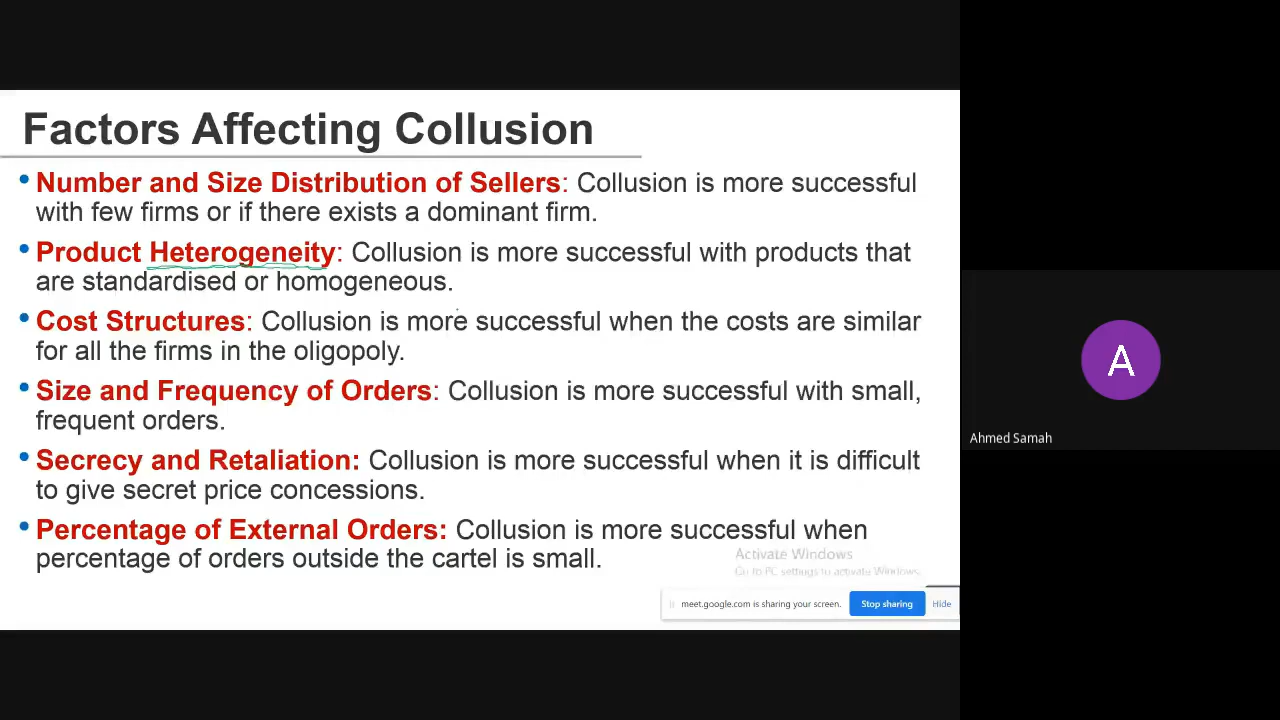 Factors Affecting Collusion
• Number and Size Distribution of Sellers: Collusion is more successful
with few firms or if there exists a dominant firm.
• Product Heterogeneity: Collusion is more successful with products that
are standardised or homogeneous.
• Cost Structures: Collusion is more successful when the costs are similar
for all the firms in the oligopoly.
• Size and Frequency of Orders: Collusion is more successful with small,
frequent orders.
• Secrecy and Retaliation: Collusion is more successful when it is difficult
to give secret price concessions.
• Percentage of External Orders: Collusion is more successful when
percentage of orders outside the cartel is small.
Activate Windows
Go to PC settings to activate Windows.
meet.google.com is sharing your screen.
Stop sharing
Hide
A
Ahmed Samah